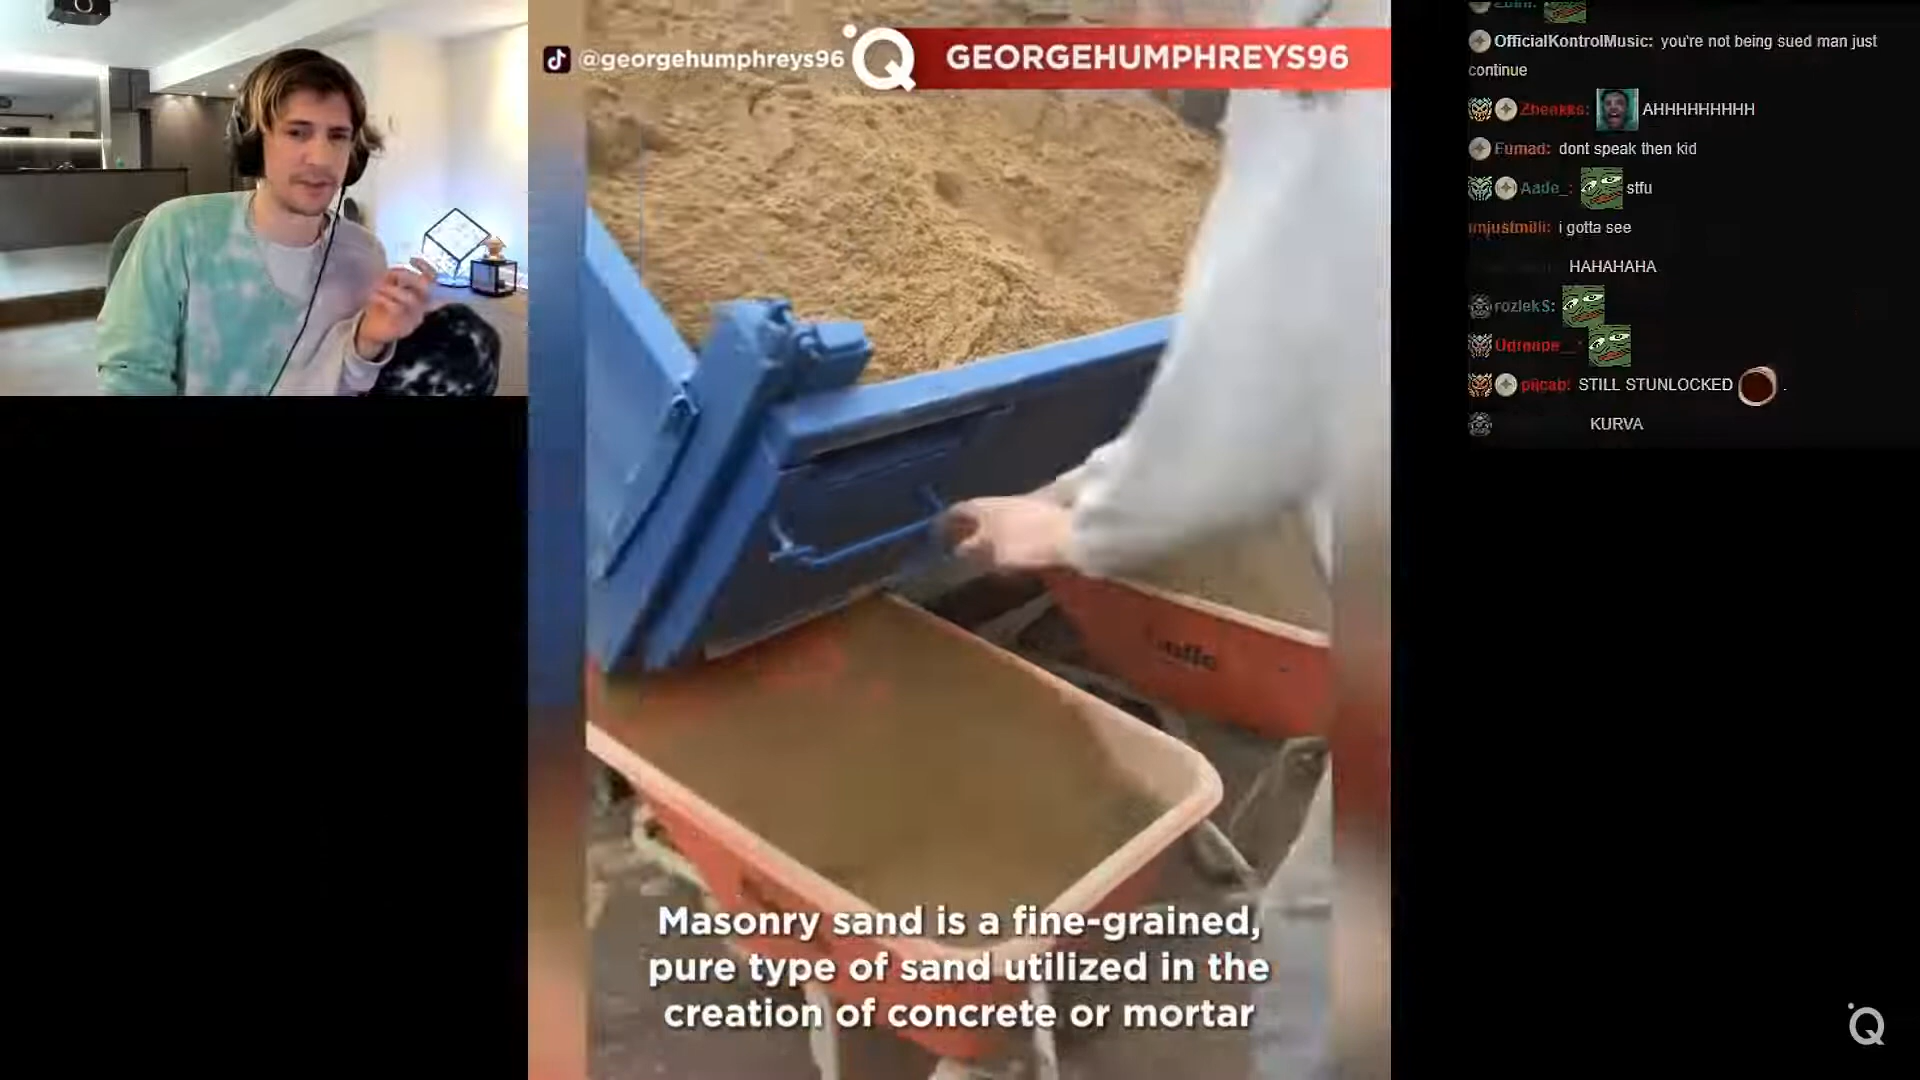 @georgehumphreys96
GEORGEHUMPHREYS96
OfficialKontrolMusic: you're not being sued man just
continue
Zbeakks: AHHHHHHHHH
Fumad: dont speak then kid
Aade_: stfu
i gotta see
HAHAHAHA
rozlekS:
STILL STUNLOCKED .
KURVA
Masonry sand is a fine-grained,
pure type of sand utilized in the
creation of concrete or mortar